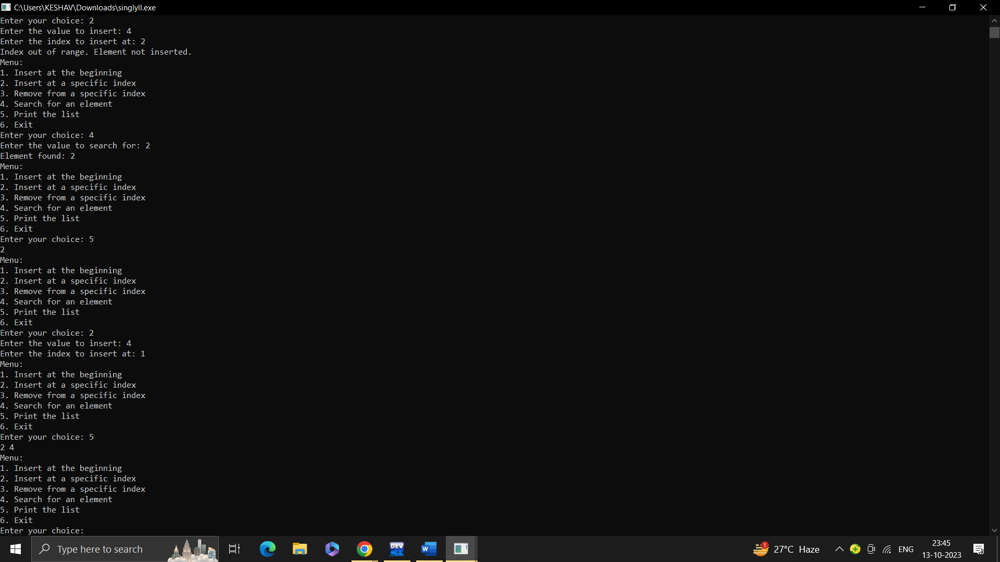 C:\Users\KESHAV\Downloads\singlyll.exe
Enter your choice: 2
Enter the value to insert: 4
Enter the index to insert at: 2
Index out of range. Element not inserted.
Menu:
1. Insert at the beginning
2. Insert at a specific index
3. Remove from a specific index
4. Search for an element
5. Print the list
6. Exit
Enter your choice: 4
Enter the value to search for: 2
Element found: 2
Menu:
1. Insert at the beginning
2. Insert at a specific index
3. Remove from a specific index
4. Search for an element
5. Print the list
6. Exit
Enter your choice: 5
2
Menu:
1. Insert at the beginning
2. Insert at a specific index
3. Remove from a specific index
4. Search for an element
5. Print the list
6. Exit
Enter your choice: 2
Enter the value to insert: 4
Enter the index to insert at: 1
Menu:
1. Insert at the beginning
2. Insert at a specific index
3. Remove from a specific index
4. Search for an element
5. Print the list
6. Exit
Enter your choice: 5
2 4
Menu:
1. Insert at the beginning
2. Insert at a specific index
3. Remove from a specific index
4. Search for an element
5. Print the list
6. Exit
Enter your choice:
Type here to search
DEV
C++
W
1
27°C Haze
ENG
23:45
13-10-2023